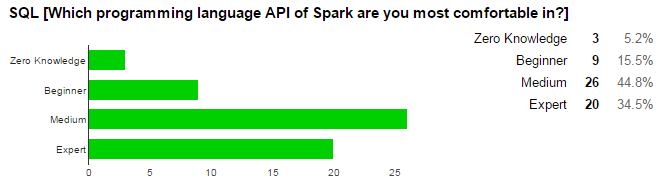 SQL [Which programming language API of Spark are you most comfortable in?]
Zero Knowledge 3 5.2%
Beginner 9 15.5%
Medium 26 44.8%
Expert 20 34.5%
Zero Knowledge
Beginner
Medium
Expert
0 5 10 15 20 25